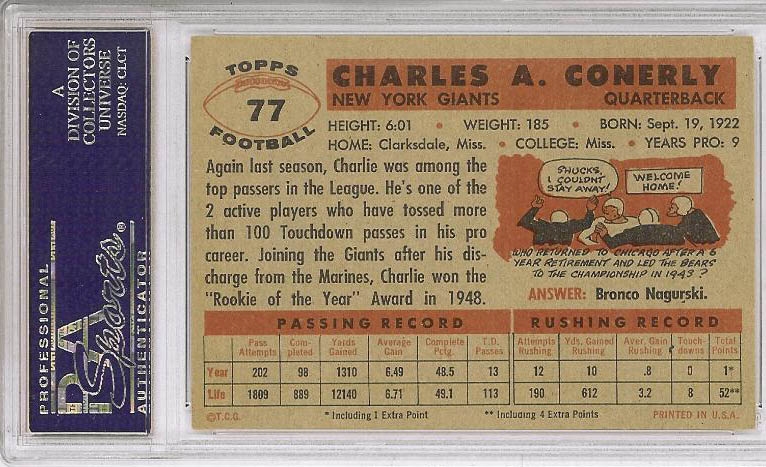 A
DIVISION OF
COLLECTORS
UNIVERSE
NASDAQ: CLCT
PROFESSIONAL
PSA
Sports®
AUTHENTICATOR
TOPPS
77
FOOTBALL
CHARLES A. CONERLY
NEW YORK GIANTS QUARTERBACK
HEIGHT: 6:01 • WEIGHT: 185 • BORN: Sept. 19, 1922
HOME: Clarksdale, Miss. • COLLEGE: Miss. • YEARS PRO: 9
Again last season, Charlie was among the
top passers in the League. He's one of the
2 active players who have tossed more
than 100 Touchdown passes in his pro
career. Joining the Giants after his dis-
charge from the Marines, Charlie won the
"Rookie of the Year" Award in 1948.
SHUCKS,
I COULDNT
STAY AWAY!
WELCOME
HOME!
WHO RETURNED TO CHICAGO AFTER A 6
YEAR RETIREMENT AND LED THE BEARS
TO THE CHAMPIONSHIP IN 1943?
ANSWER: Bronco Nagurski.
PASSING RECORD
Pass Attempts Completed Yards Gained Average Gain Complete Pctg. T.D. Passes
Year 202 98 1310 6.49 48.5 13
Life 1809 889 12140 6.71 49.1 113
RUSHING RECORD
Attempts Rushing Yds. Gained Rushing Aver. Gain Rushing Touch-downs Total Points
12 10 .8 0 1*
190 612 3.2 8 52**
©T.C.G. * Including 1 Extra Point ** Including 4 Extra Points PRINTED IN U.S.A.